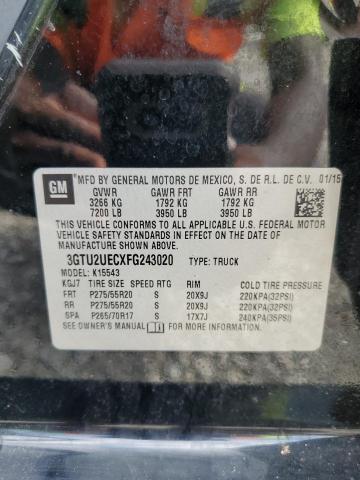 MFD BY GENERAL MOTORS DE MEXICO, S. DE R.L. DE C.V. 01/15
GM GVWR GAWR FRT GAWR RR
3266 KG 1792 KG 1792 KG
7200 LB 3950 LB 3950 LB
THIS VEHICLE CONFORMS TO ALL APPLICABLE U.S. FEDERAL MOTOR
VEHICLE SAFETY, BUMPER, AND THEFT PREVENTION STANDARDS IN
EFFECT ON THE DATE OF MANUFACTURE SHOWN ABOVE.
3GTU2UECXFG243020 TYPE: TRUCK
MODEL: K15543
KGJ7 TIRE SIZE SPEED RTG RIM COLD TIRE PRESSURE
FRT P275/55R20 S 20X9J 220KPA(32PSI)
RR P275/55R20 S 20X9J 220KPA(32PSI)
SPA P265/70R17 S 17X7J 240KPA(35PSI)
SEE OWNER'S MANUAL FOR MORE INFORMATION.